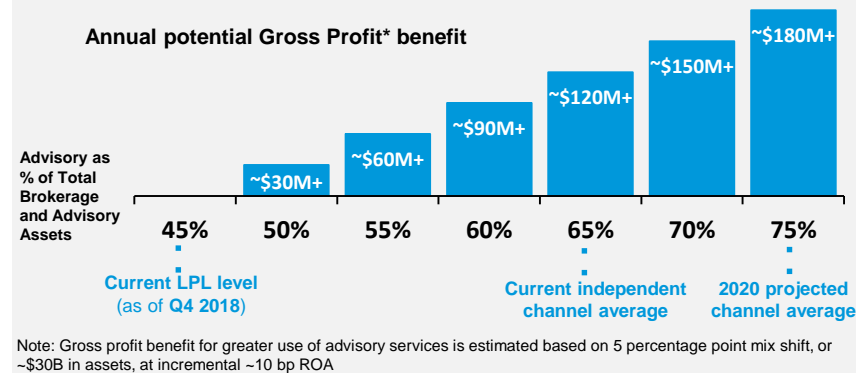 Annual potential Gross Profit* benefit
~$30M+
~$60M+
~$90M+
~$120M+
~$150M+
~$180M+
Advisory as
% of Total
Brokerage
and Advisory
Assets
45% 50% 55% 60% 65% 70% 75%
Current LPL level
(as of Q4 2018)
Current independent
channel average
2020 projected
channel average
Note: Gross profit benefit for greater use of advisory services is estimated based on 5 percentage point mix shift, or
~$30B in assets, at incremental ~10 bp ROA